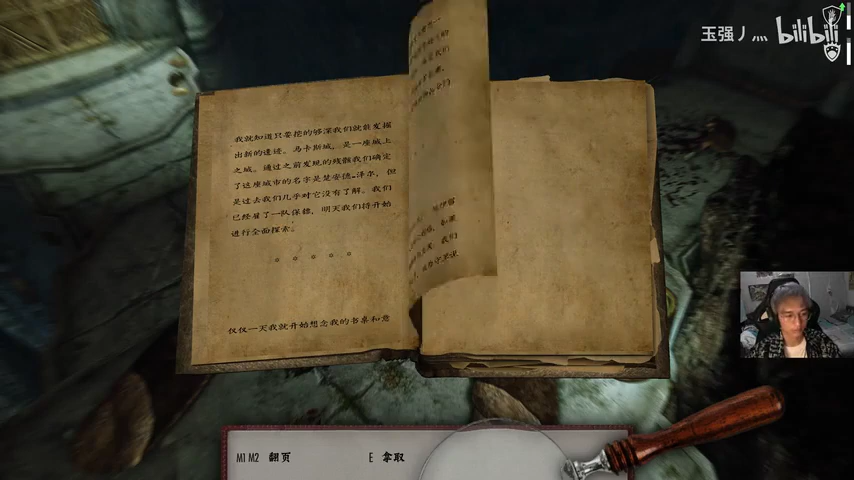 玉强丿灬 bilibili
我就知道只要挖的够深我们就能发掘
出新的遗迹。马卡斯城，是一座城上
之城。通过之前发现的残骸我们确定
了这座城市的名字是楚安德-泽尔，但
是过去我们几乎对它没有了解。我们
已经雇了一队保镖，明天我们将开始
进行全面探索。
仅仅一天我就开始想念我的书桌和意
M1 M2 翻页 E 拿取